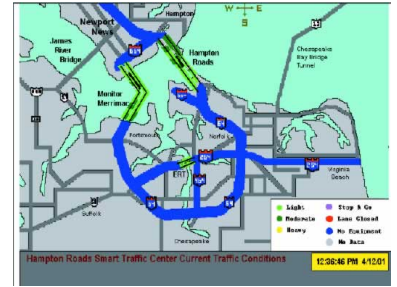 Hampton
W E
S
Newport
News
James
River
Bridge
Hampton
Roads
Chesapeake
Bay Bridge
Tunnel
Monitor
Merrimac
Portsmouth
Norfolk
ERT
Virginia
Beach
Suffolk
Chesapeake
Light
Moderate
Heavy
Stop & Go
Lane Closed
No Equipment
No Data
Hampton Roads Smart Traffic Center Current Traffic Conditions
12:36:46 PM 4/12/01